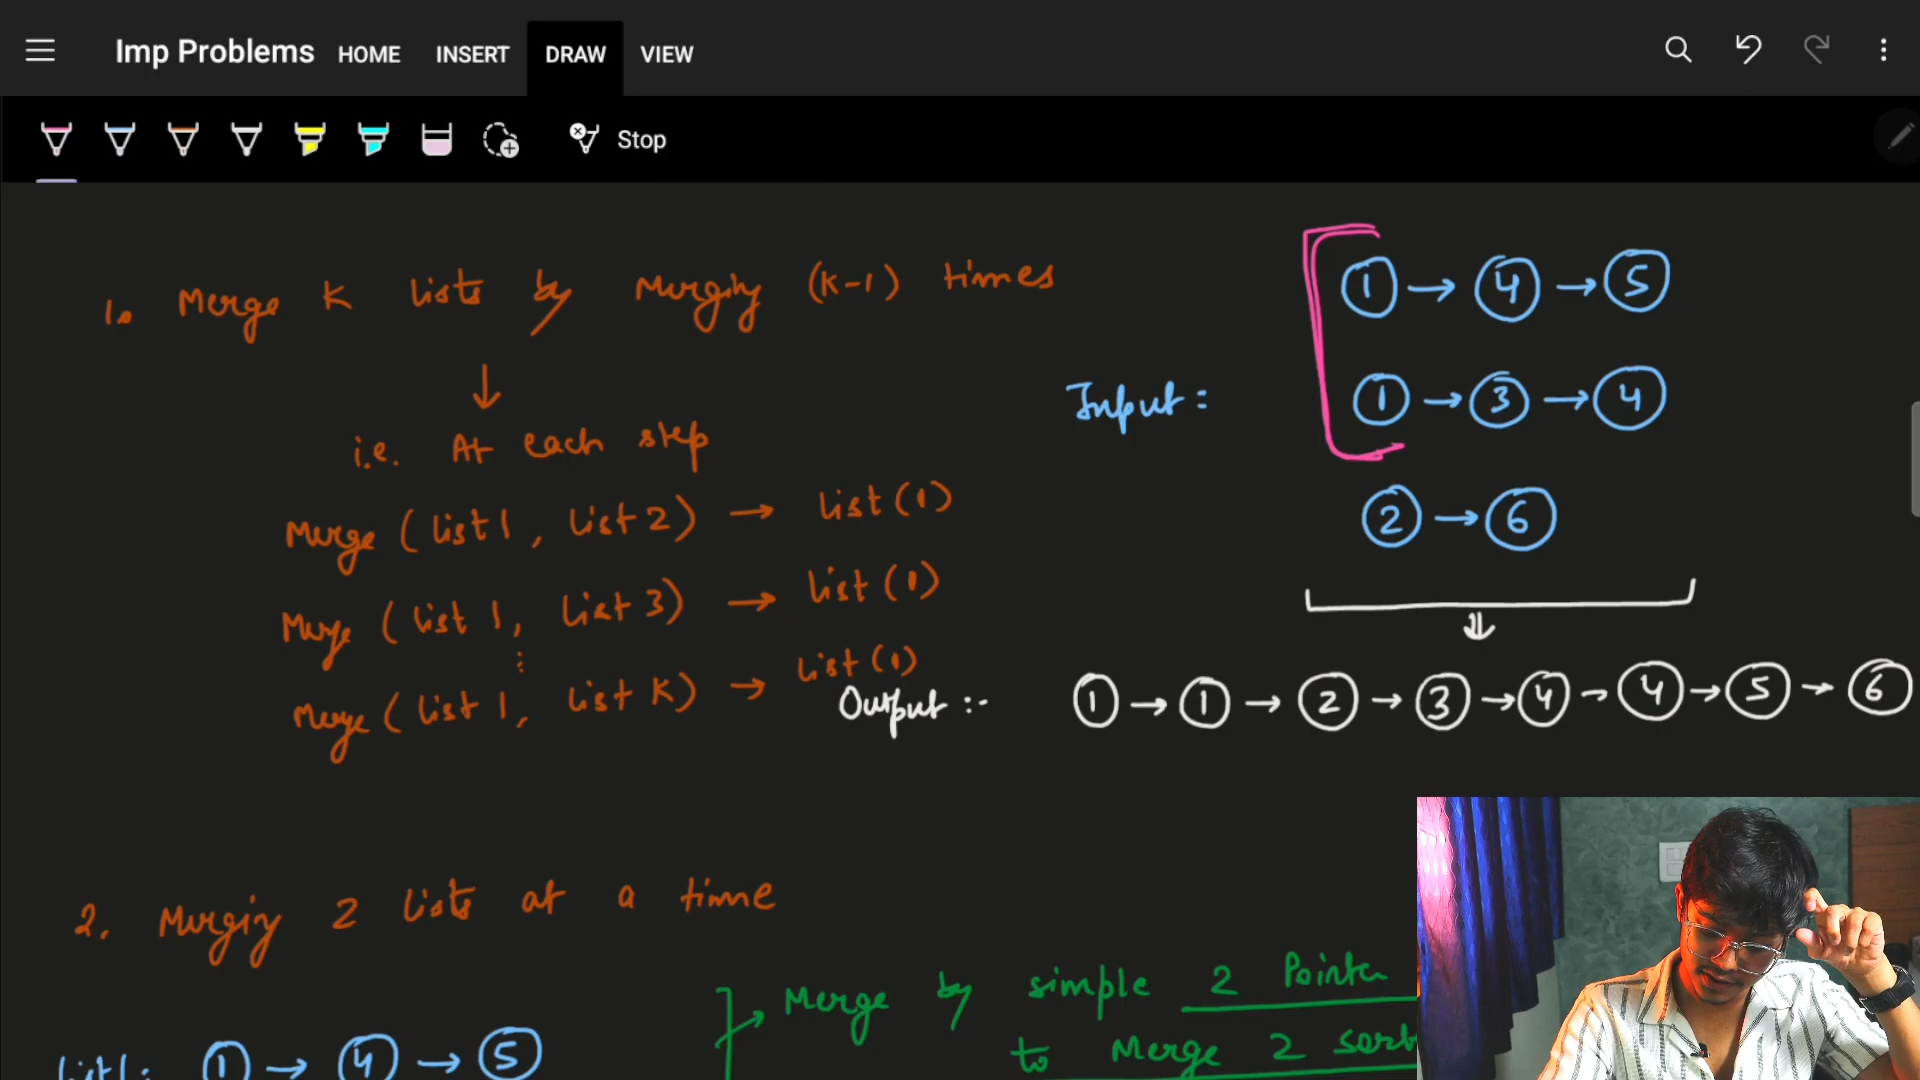 Imp Problems HOME INSERT DRAW VIEW
Stop
1. Merge K lists by Merging (K-1) times
i.e. At each step
Merge (list 1, list 2) → list (1)
Merge (list 1, list 3) → list (1)
⋮
Merge (list 1, list K) → list (1)
Input:
① → ④ → ⑤
① → ③ → ④
② → ⑥
Output :-
① → ① → ② → ③ → ④ → ④ → ⑤ → ⑥
2. Merging 2 lists at a time
→ Merge by simple 2 Pointer
to Merge 2
list 1: ① → ④ → ⑤